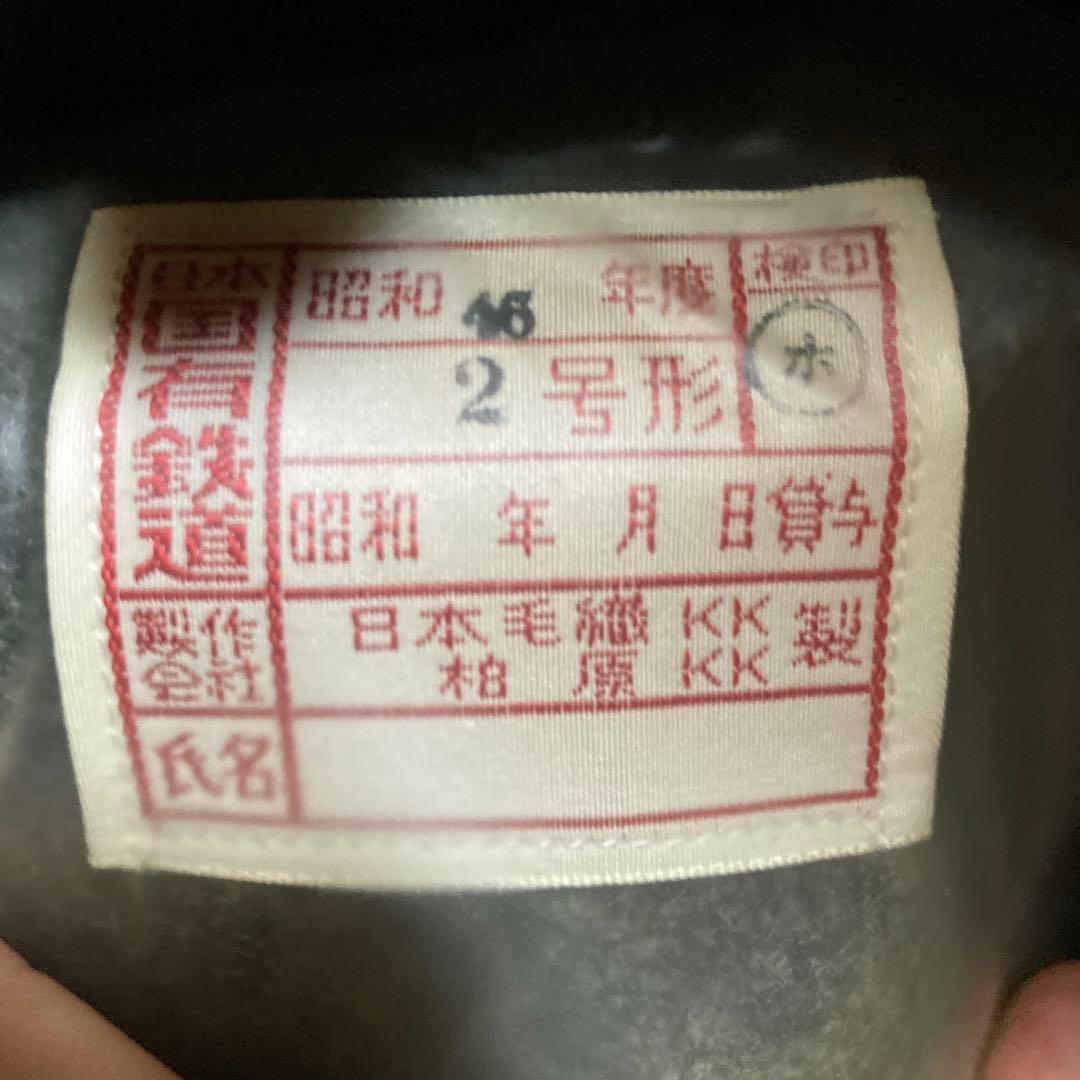 日本
国有鉄道
昭和 年度
2 号形
検印
ホ
昭和 年 月 日貸与
製作会社
日本毛織KK
柏原KK
製
氏名